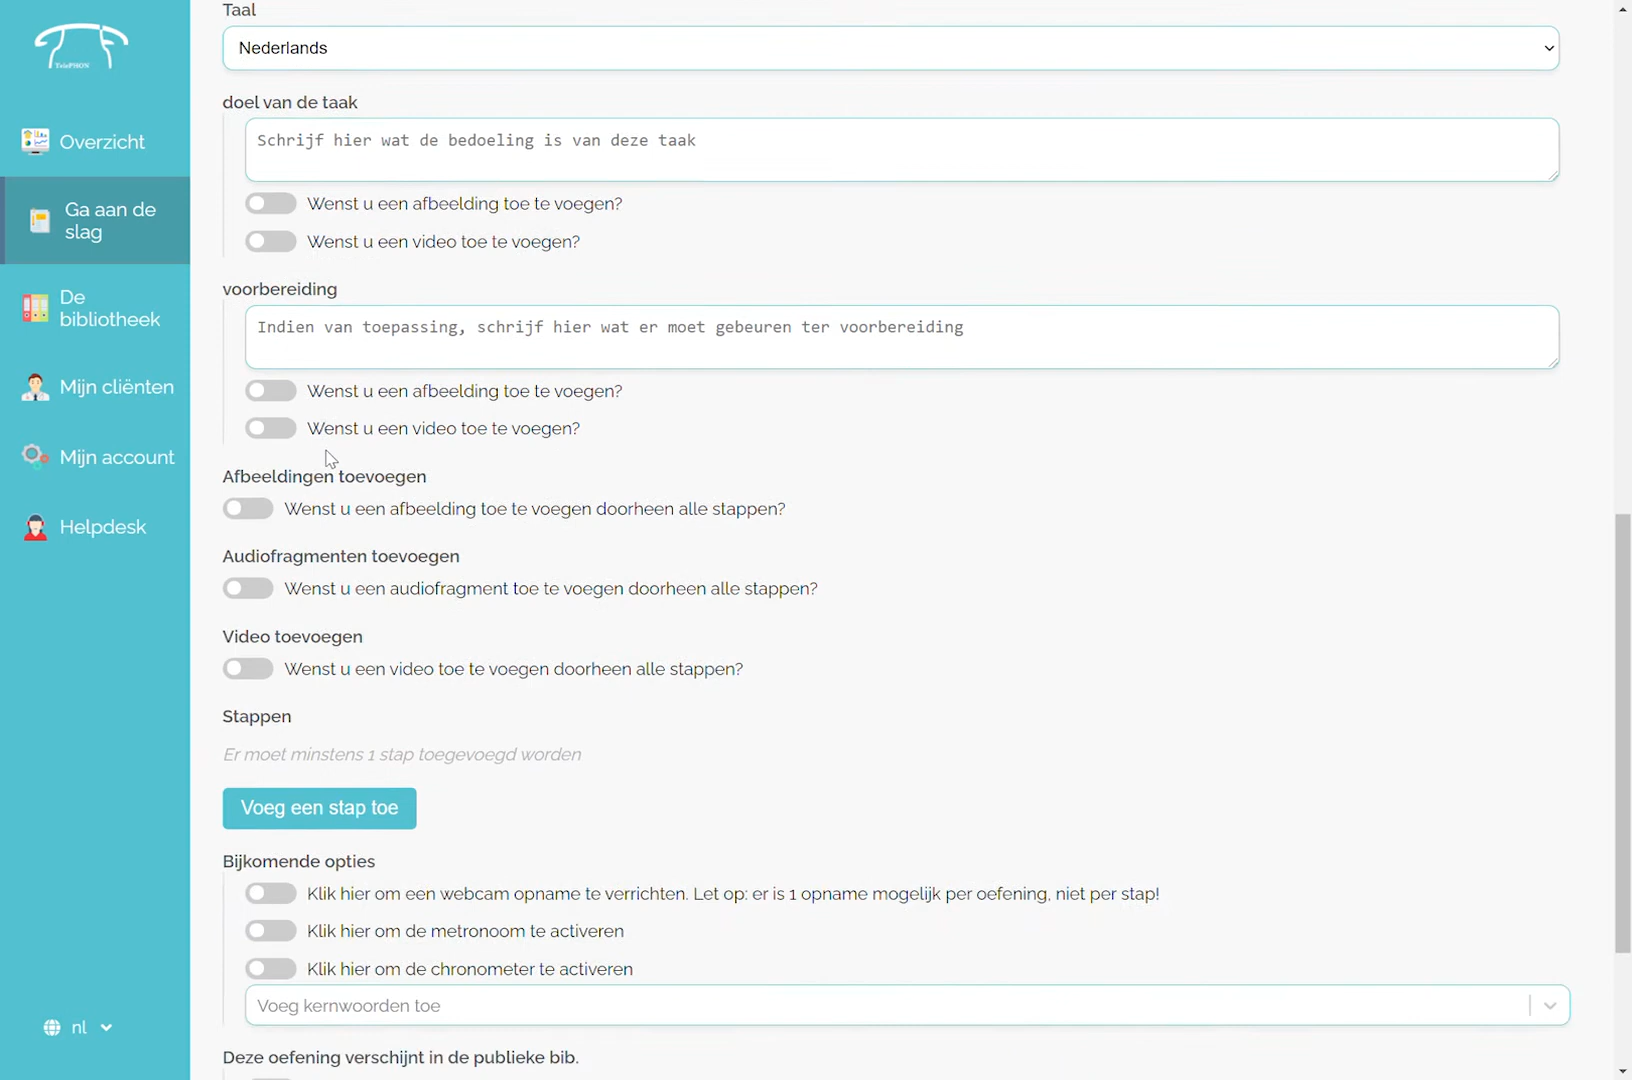 TelePHON
Overzicht
Ga aan de
slag
De
bibliotheek
Mijn cliënten
Mijn account
Helpdesk
nl
Taal
Nederlands
doel van de taak
Schrijf hier wat de bedoeling is van deze taak
Wenst u een afbeelding toe te voegen?
Wenst u een video toe te voegen?
voorbereiding
Indien van toepassing, schrijf hier wat er moet gebeuren ter voorbereiding
Wenst u een afbeelding toe te voegen?
Wenst u een video toe te voegen?
Afbeeldingen toevoegen
Wenst u een afbeelding toe te voegen doorheen alle stappen?
Audiofragmenten toevoegen
Wenst u een audiofragment toe te voegen doorheen alle stappen?
Video toevoegen
Wenst u een video toe te voegen doorheen alle stappen?
Stappen
Er moet minstens 1 stap toegevoegd worden
Voeg een stap toe
Bijkomende opties
Klik hier om een webcam opname te verrichten. Let op: er is 1 opname mogelijk per oefening, niet per stap!
Klik hier om de metronoom te activeren
Klik hier om de chronometer te activeren
Voeg kernwoorden toe
Deze oefening verschijnt in de publieke bib.